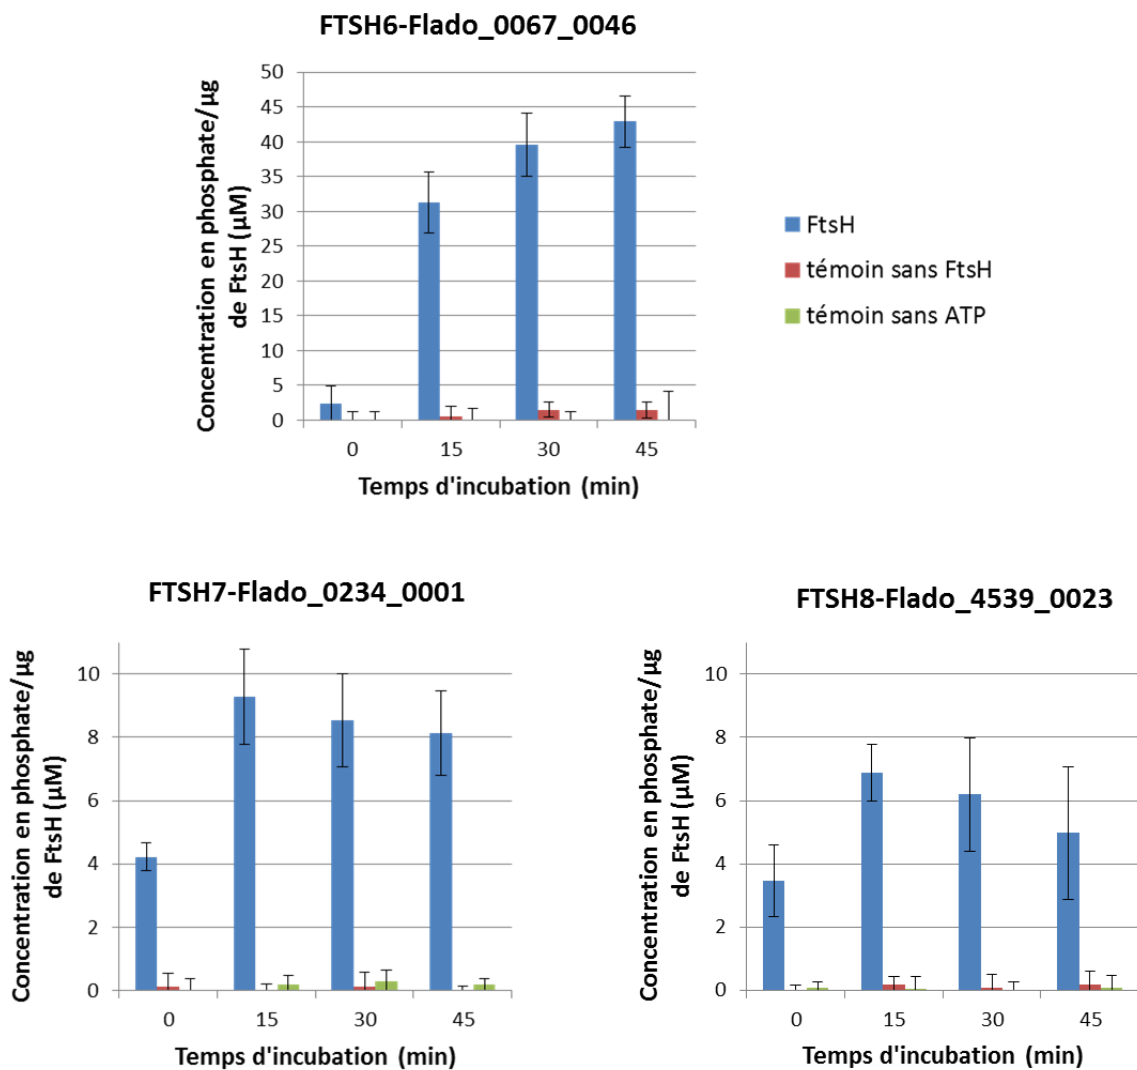 FTSH6-Flado_0067_0046
Concentration en phosphate/µg
de FtsH (µM)
50
45
40
35
30
25
20
15
10
5
0
0 15 30 45
Temps d'incubation (min)
FtsH
témoin sans FtsH
témoin sans ATP
FTSH7-Flado_0234_0001
Concentration en phosphate/µg
de FtsH (µM)
10
8
6
4
2
0
0 15 30 45
Temps d'incubation (min)
FTSH8-Flado_4539_0023
Concentration en phosphate/µg
de FtsH (µM)
10
8
6
4
2
0
0 15 30 45
Temps d'incubation (min)